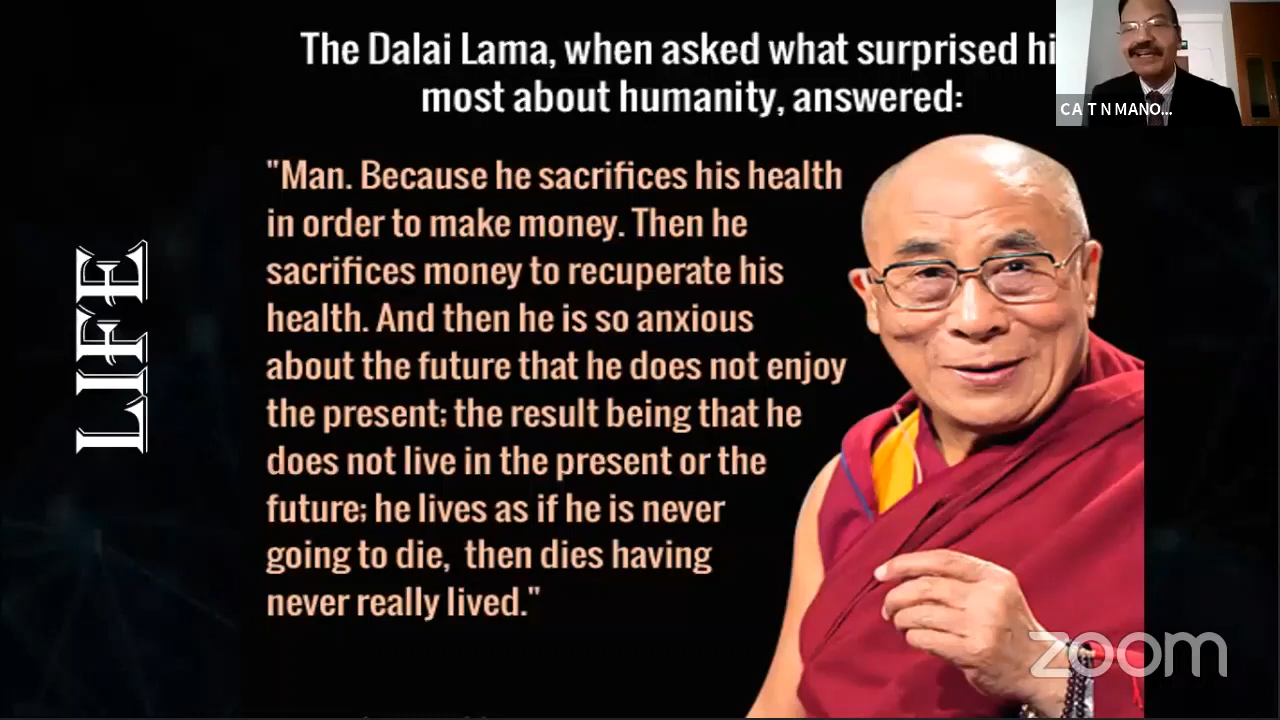 The Dalai Lama, when asked what surprised hi
most about humanity, answered:
C A T N MANO...
"Man. Because he sacrifices his health
in order to make money. Then he
sacrifices money to recuperate his
health. And then he is so anxious
about the future that he does not enjoy
the present; the result being that he
does not live in the present or the
future; he lives as if he is never
going to die, then dies having
never really lived."
LIFE
zoom